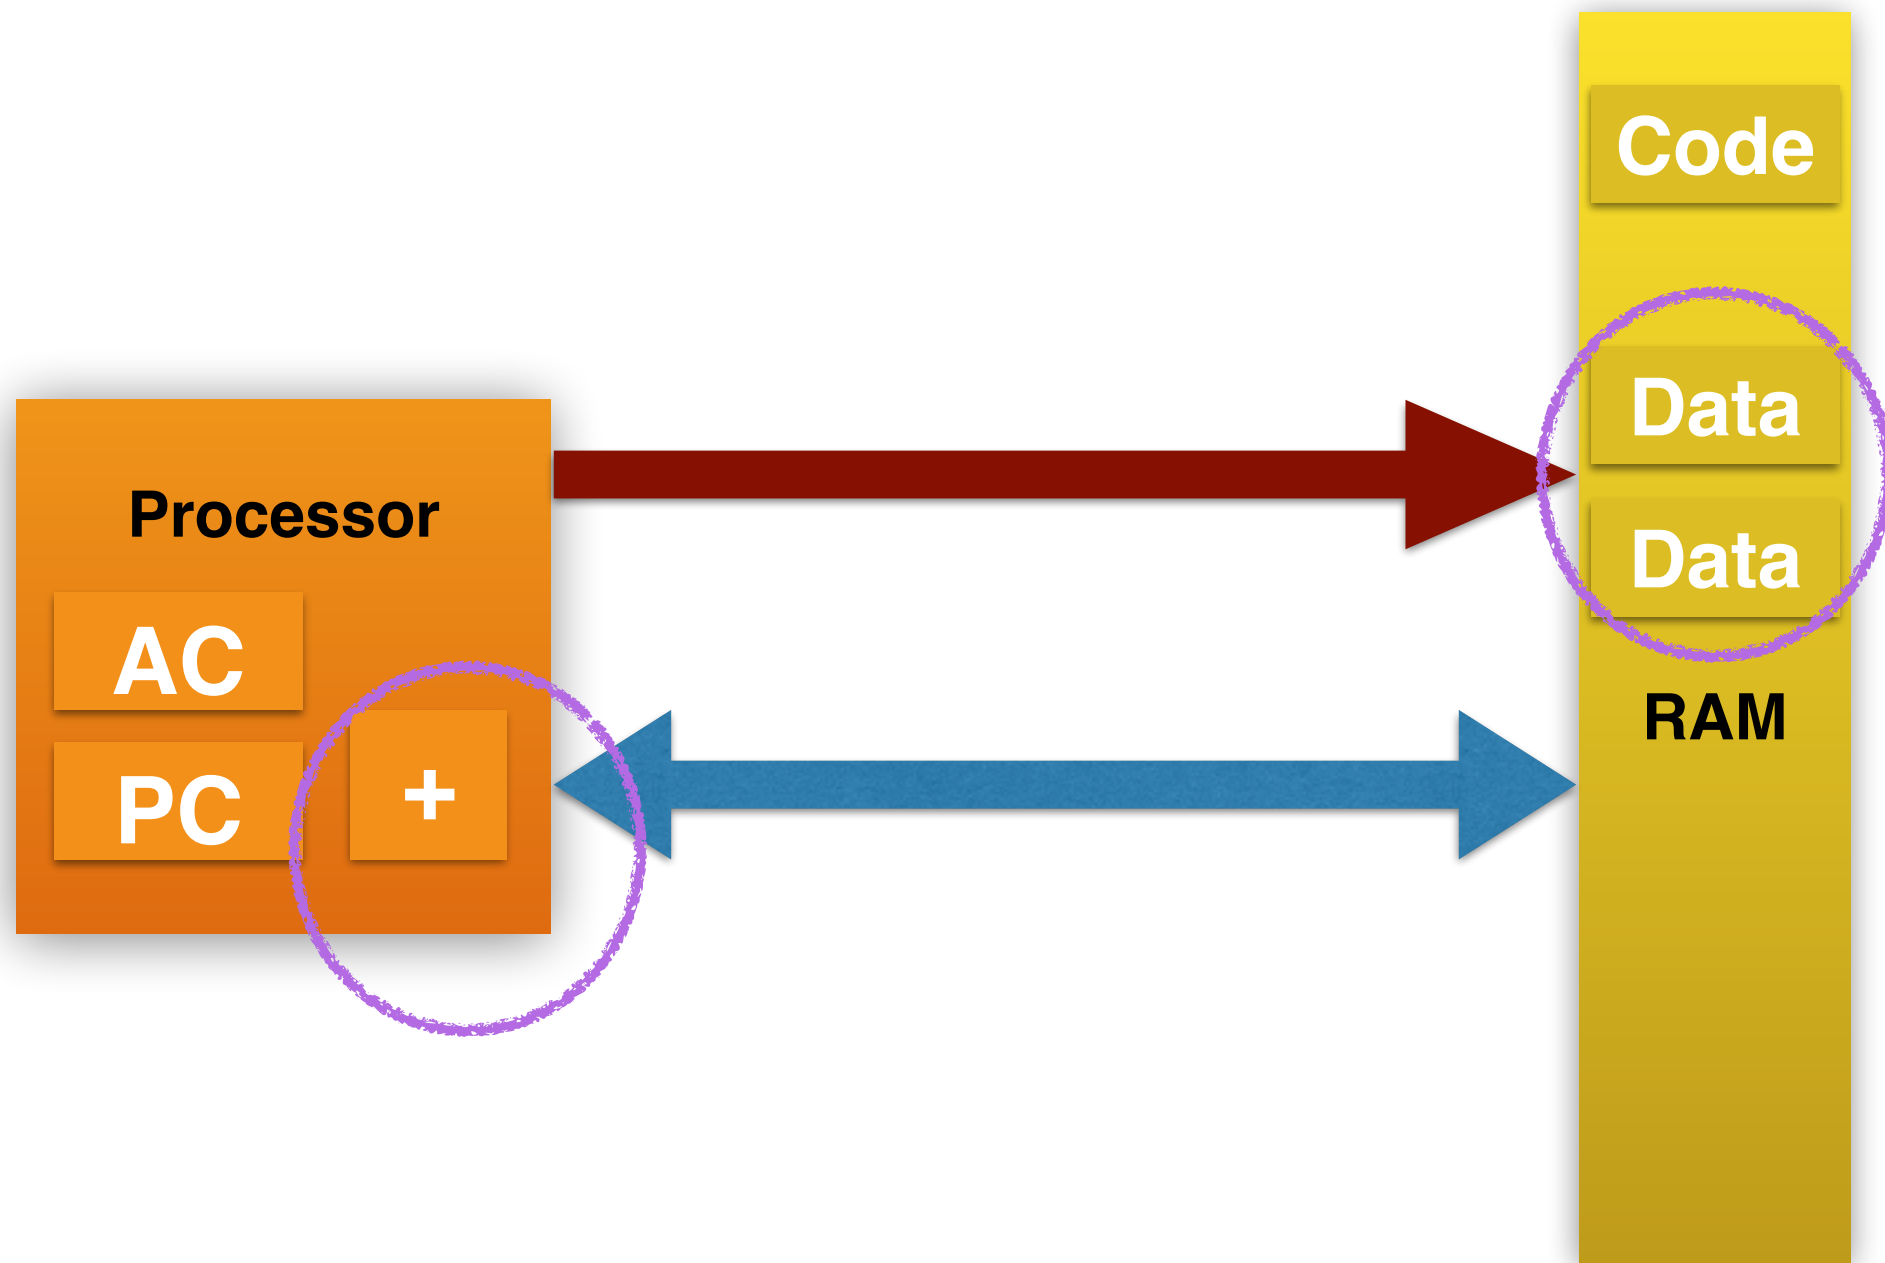 Code
Data
Data
RAM
Processor
AC
PC
+